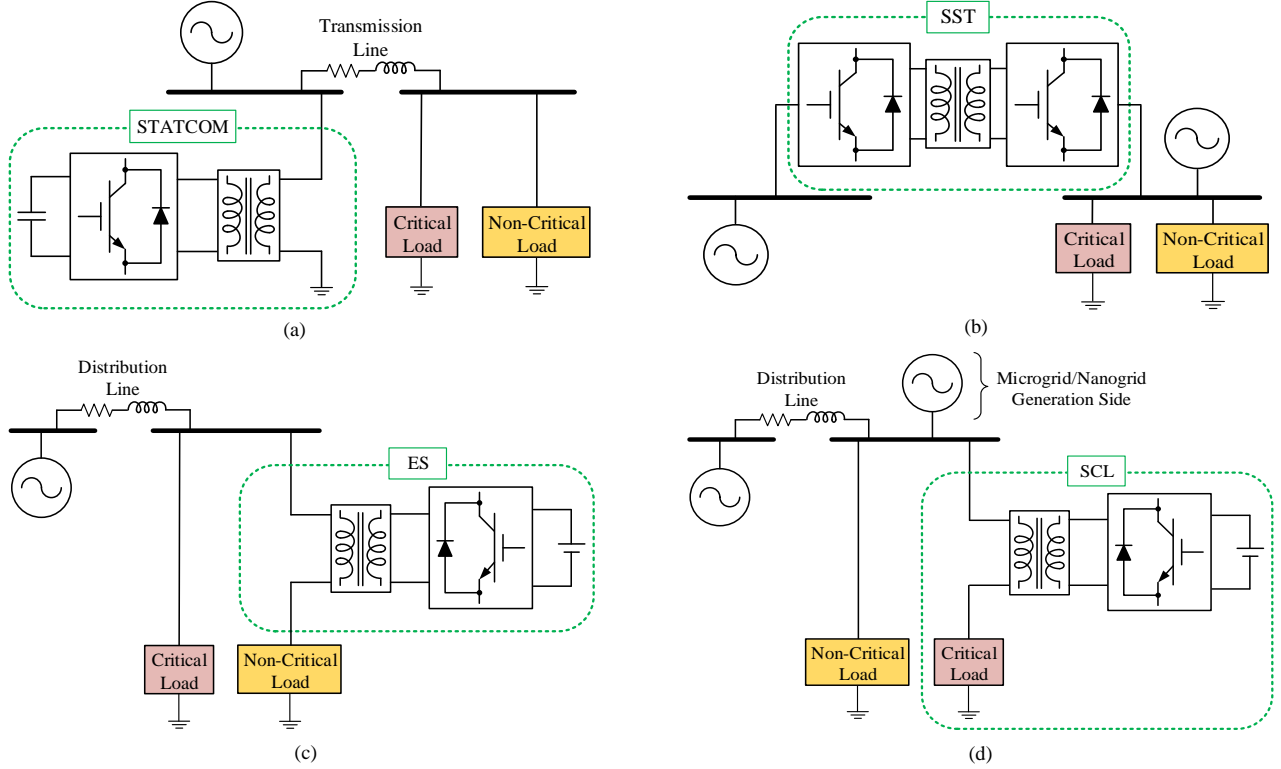 Transmission
Line
STATCOM
Critical
Load
Non-Critical
Load
(a)
SST
Critical
Load
Non-Critical
Load
(b)
Distribution
Line
ES
Critical
Load
Non-Critical
Load
(c)
Distribution
Line
Microgrid/Nanogrid
Generation Side
SCL
Non-Critical
Load
Critical
Load
(d)